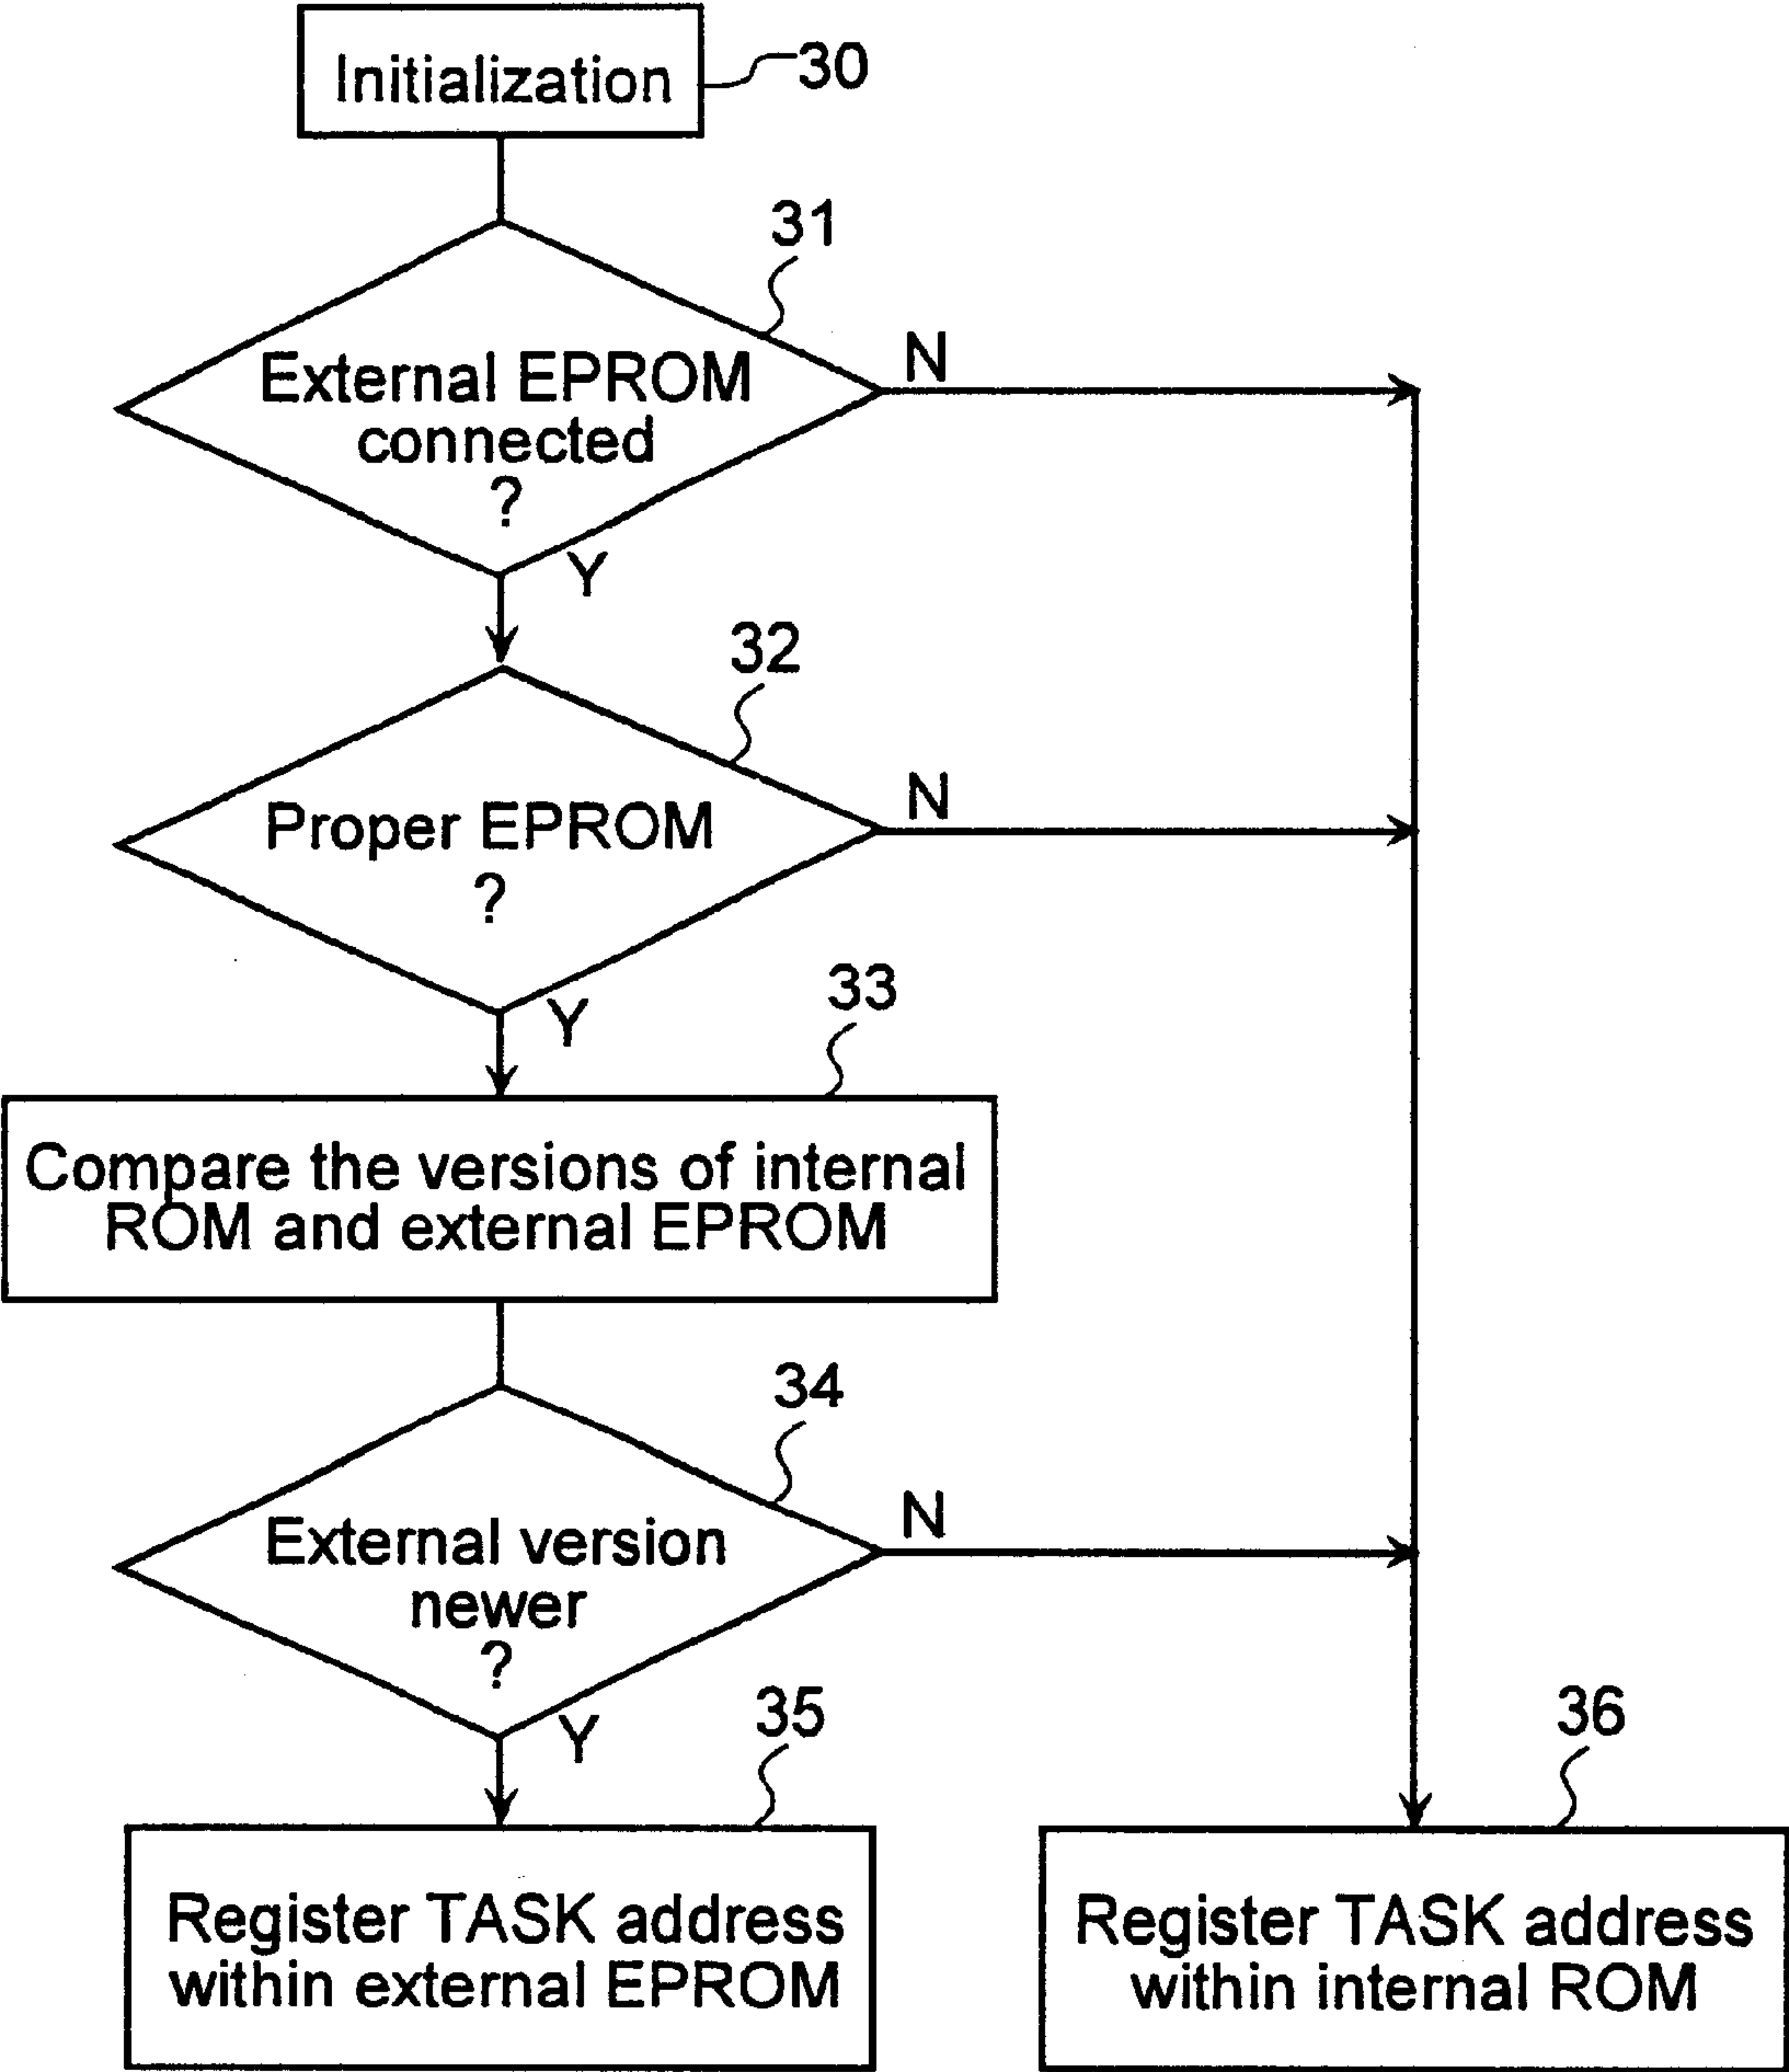 Initialization
30
31
External EPROM
connected
?
N
Y
32
Proper EPROM
?
N
Y
33
Compare the versions of internal
ROM and external EPROM
34
External version
newer
?
N
Y
35
Register TASK address
within external EPROM
36
Register TASK address
within internal ROM